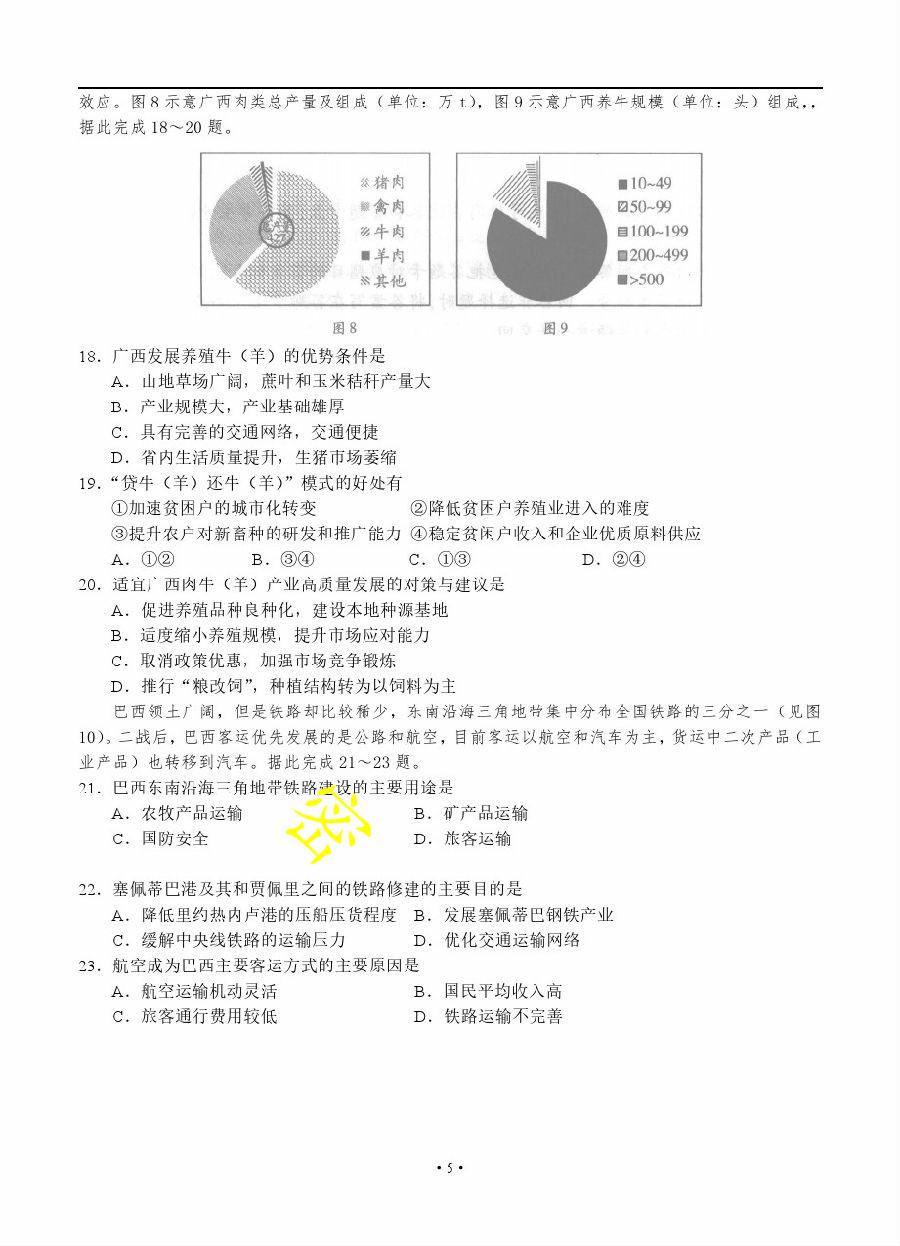 效应。图8示意广西肉类总产量及组成(单位:万t),图9示意广西养牛规模(单位:头)组成,,
据此完成18～20题。
猪肉
禽肉
牛肉
羊肉
其他
10~49
50~99
100~199
200~499
>500
图8
图9
18．广西发展养殖牛(羊)的优势条件是
A．山地草场广阔，蔗叶和玉米秸秆产量大
B．产业规模大，产业基础雄厚
C．具有完善的交通网络，交通便捷
D．省内生活质量提升，生猪市场萎缩
19．“贷牛(羊)还牛(羊)”模式的好处有
①加速贫困户的城市化转变 ②降低贫困户养殖业进入的难度
③提升农户对新畜种的研发和推广能力 ④稳定贫困户收入和企业优质原料供应
A．①② B．③④ C．①③ D．②④
20．适宜广西肉牛(羊)产业高质量发展的对策与建议是
A．促进养殖品种良种化，建设本地种源基地
B．适度缩小养殖规模，提升市场应对能力
C．取消政策优惠，加强市场竞争锻炼
D．推行“粮改饲”，种植结构转为以饲料为主
巴西领土广阔，但是铁路却比较稀少，东南沿海三角地带集中分布全国铁路的三分之一(见图
10)。二战后，巴西客运优先发展的是公路和航空，目前客运以航空和汽车为主，货运中二次产品(工
业产品)也转移到汽车。据此完成21～23题。
21．巴西东南沿海三角地带铁路建设的主要用途是
A．农牧产品运输 B．矿产品运输
C．国防安全 D．旅客运输
密
22．塞佩蒂巴港及其和贾佩里之间的铁路修建的主要目的是
A．降低里约热内卢港的压船压货程度 B．发展塞佩蒂巴钢铁产业
C．缓解中央线铁路的运输压力 D．优化交通运输网络
23．航空成为巴西主要客运方式的主要原因是
A．航空运输机动灵活 B．国民平均收入高
C．旅客通行费用较低 D．铁路运输不完善
·5·